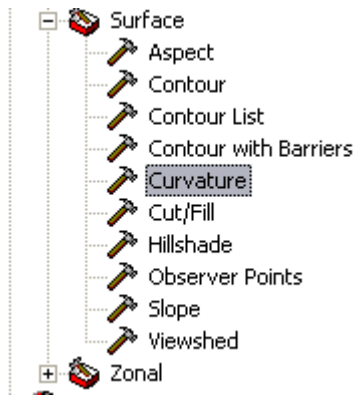 Surface
Aspect
Contour
Contour List
Contour with Barriers
Curvature
Cut/Fill
Hillshade
Observer Points
Slope
Viewshed
Zonal